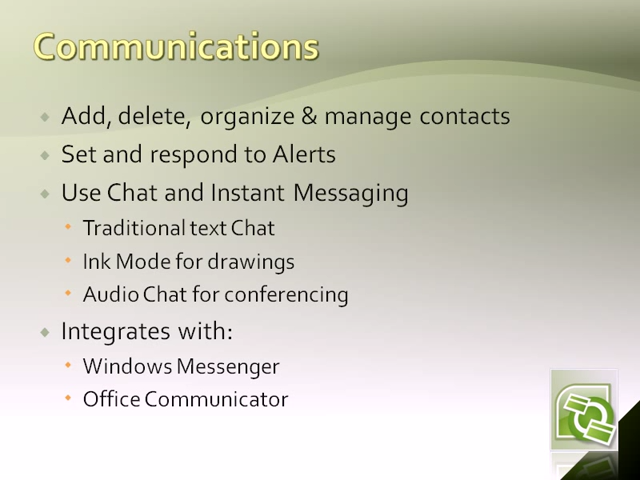 Communications
Add, delete, organize & manage contacts
Set and respond to Alerts
Use Chat and Instant Messaging
Traditional text Chat
Ink Mode for drawings
Audio Chat for conferencing
Integrates with:
Windows Messenger
Office Communicator